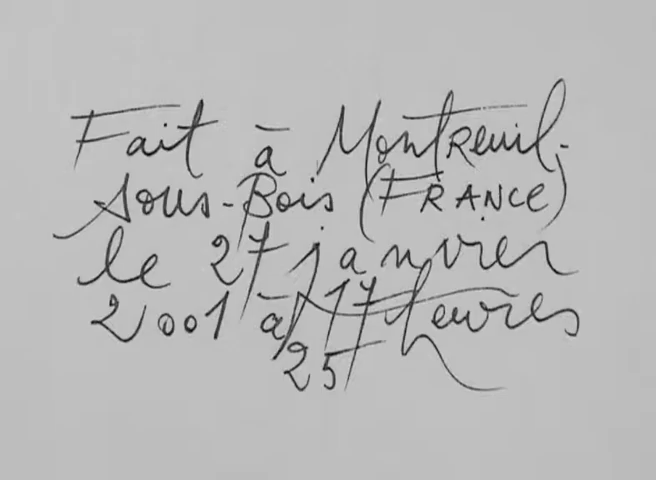 Fait à Montreuil-
sous-Bois (FRANCE)
le 27 janvier
2001 à 17 heures
25